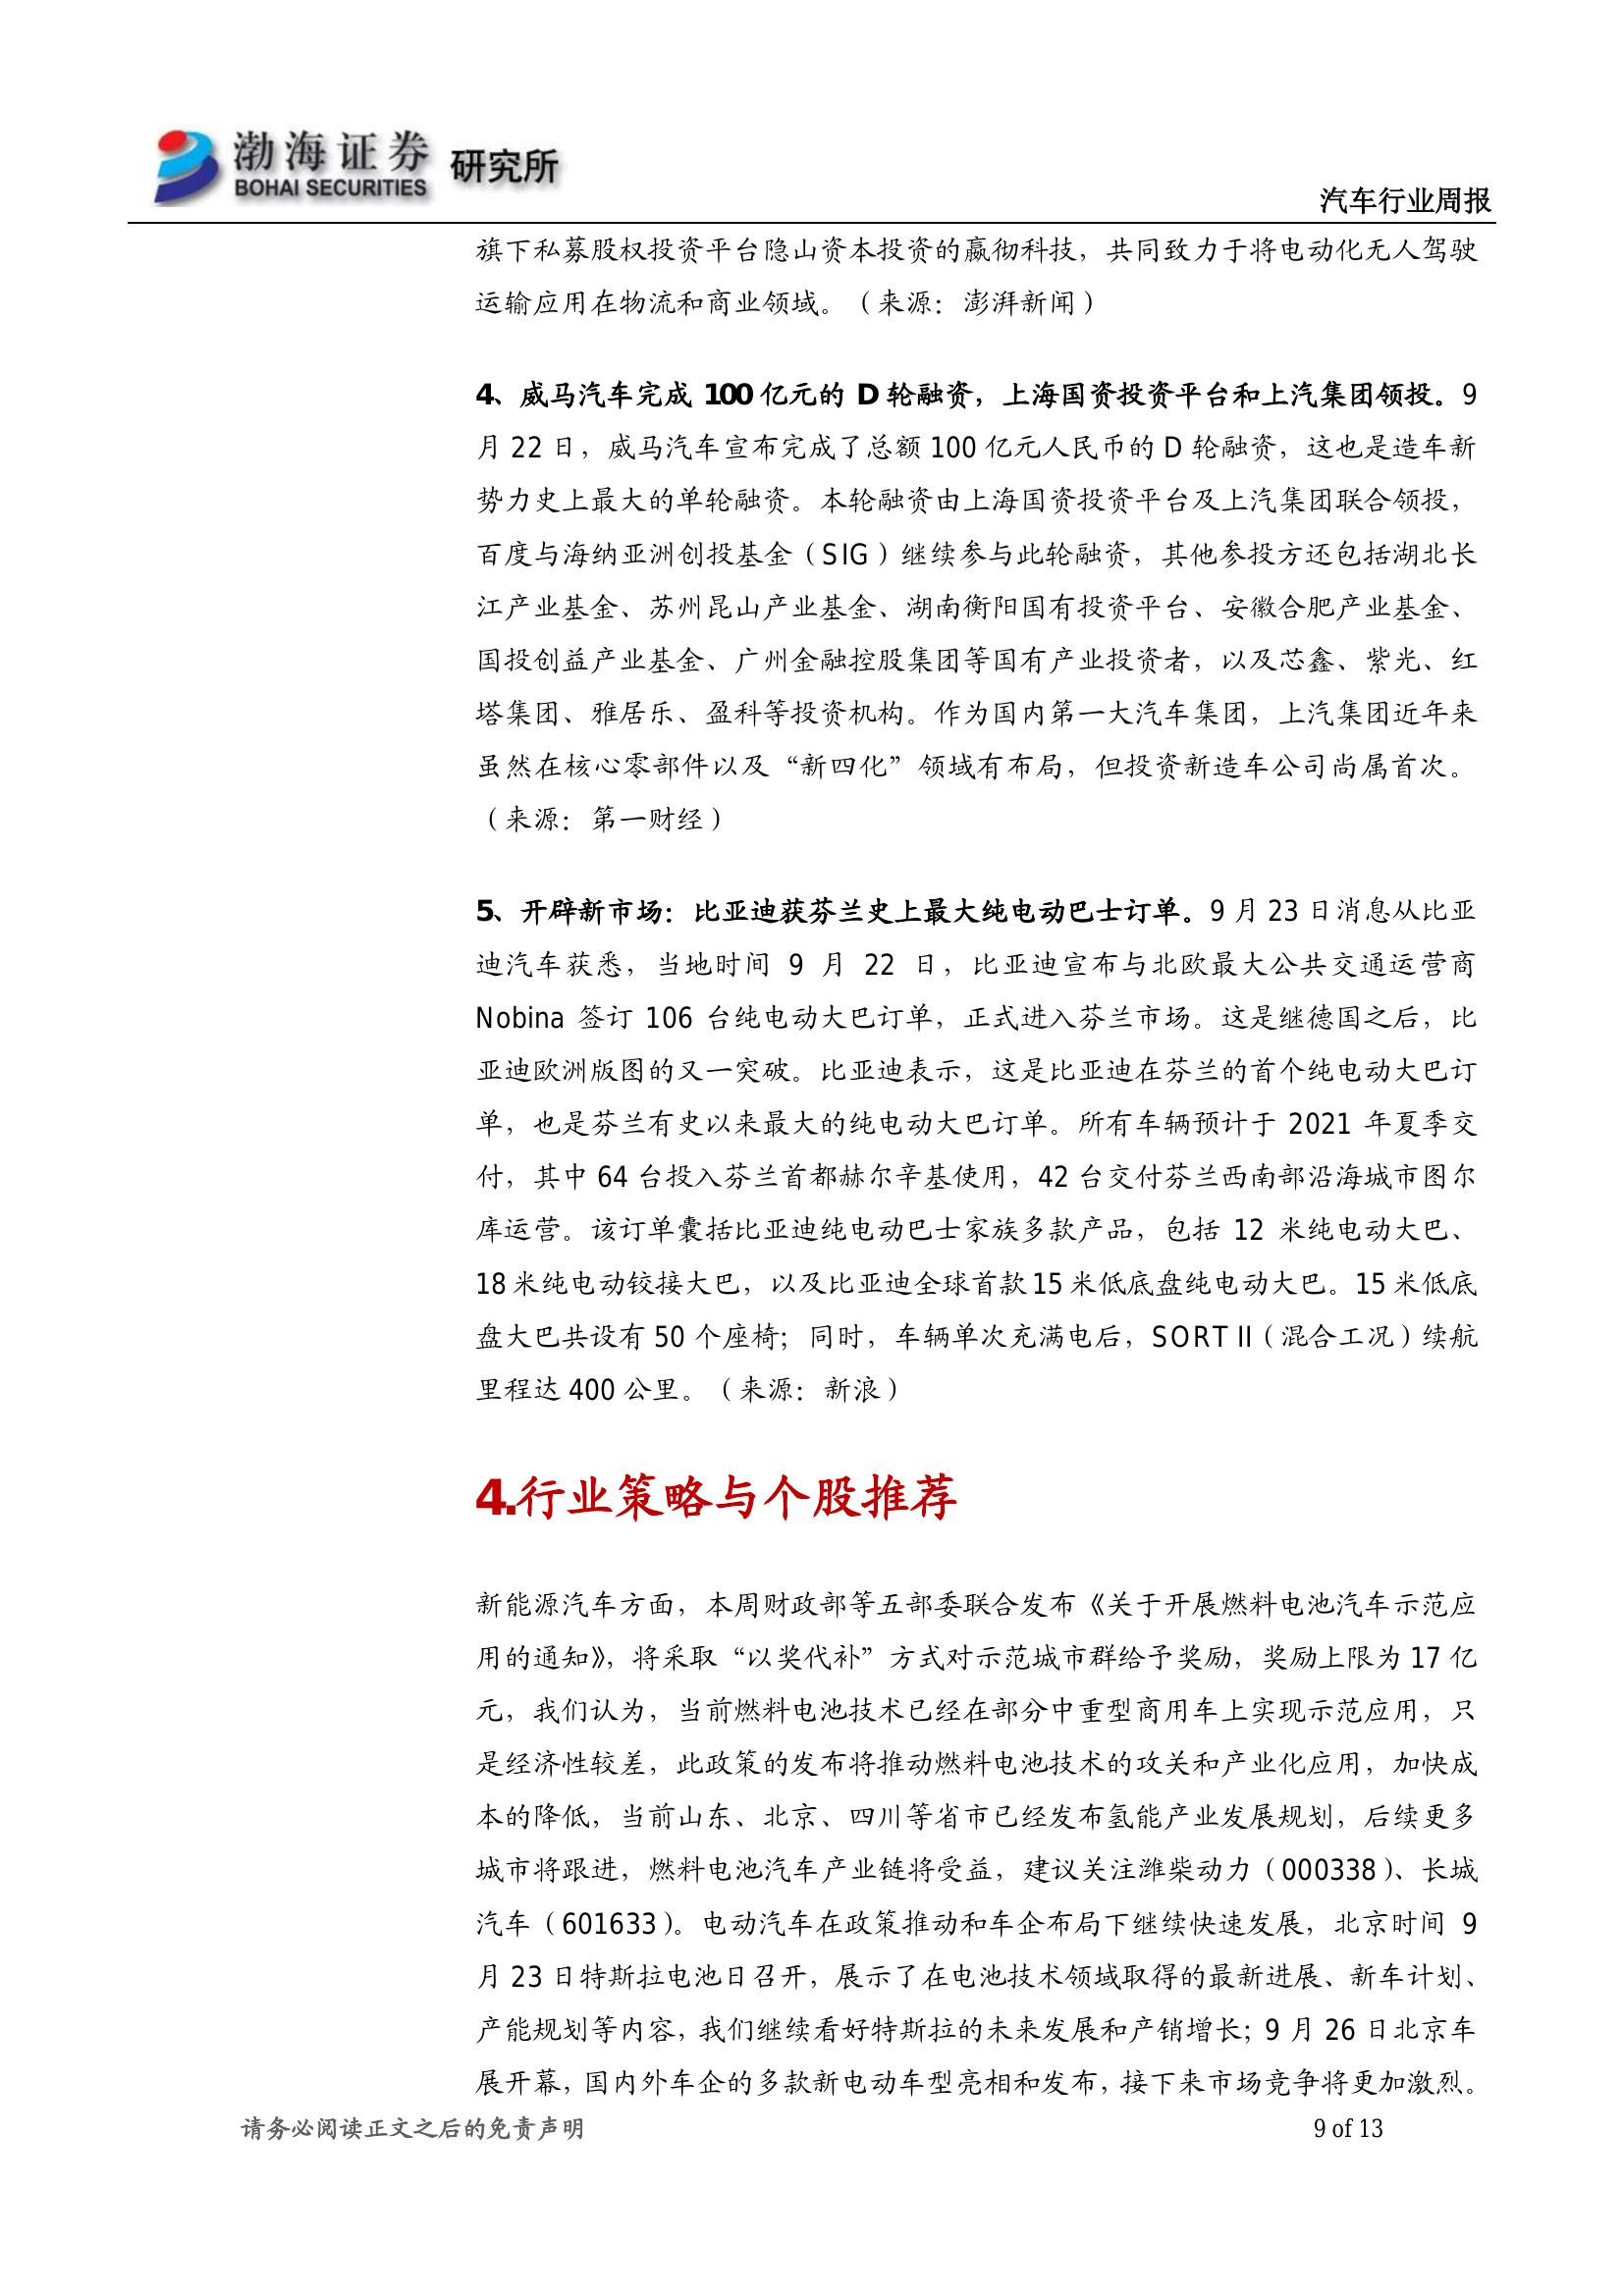 渤海证券 研究所
BOHAI SECURITIES
汽车行业周报
旗下私募股权投资平台隐山资本投资的嬴彻科技，共同致力于将电动化无人驾驶
运输应用在物流和商业领域。（来源：澎湃新闻）
4、威马汽车完成 100 亿元的 D 轮融资，上海国资投资平台和上汽集团领投。9
月 22 日，威马汽车宣布完成了总额 100 亿元人民币的 D 轮融资，这也是造车新
势力史上最大的单轮融资。本轮融资由上海国资投资平台及上汽集团联合领投，
百度与海纳亚洲创投基金（SIG）继续参与此轮融资，其他参投方还包括湖北长
江产业基金、苏州昆山产业基金、湖南衡阳国有投资平台、安徽合肥产业基金、
国投创益产业基金、广州金融控股集团等国有产业投资者，以及芯鑫、紫光、红
塔集团、雅居乐、盈科等投资机构。作为国内第一大汽车集团，上汽集团近年来
虽然在核心零部件以及“新四化”领域有布局，但投资新造车公司尚属首次。
（来源：第一财经）
5、开辟新市场：比亚迪获芬兰史上最大纯电动巴士订单。9 月 23 日消息从比亚
迪汽车获悉，当地时间 9 月 22 日，比亚迪宣布与北欧最大公共交通运营商
Nobina 签订 106 台纯电动大巴订单，正式进入芬兰市场。这是继德国之后，比
亚迪欧洲版图的又一突破。比亚迪表示，这是比亚迪在芬兰的首个纯电动大巴订
单，也是芬兰有史以来最大的纯电动大巴订单。所有车辆预计于 2021 年夏季交
付，其中 64 台投入芬兰首都赫尔辛基使用，42 台交付芬兰西南部沿海城市图尔
库运营。该订单囊括比亚迪纯电动巴士家族多款产品，包括 12 米纯电动大巴、
18 米纯电动铰接大巴，以及比亚迪全球首款 15 米低底盘纯电动大巴。15 米低底
盘大巴共设有 50 个座椅；同时，车辆单次充满电后，SORT II（混合工况）续航
里程达 400 公里。（来源：新浪）
4.行业策略与个股推荐
新能源汽车方面，本周财政部等五部委联合发布《关于开展燃料电池汽车示范应
用的通知》，将采取“以奖代补”方式对示范城市群给予奖励，奖励上限为 17 亿
元，我们认为，当前燃料电池技术已经在部分中重型商用车上实现示范应用，只
是经济性较差，此政策的发布将推动燃料电池技术的攻关和产业化应用，加快成
本的降低，当前山东、北京、四川等省市已经发布氢能产业发展规划，后续更多
城市将跟进，燃料电池汽车产业链将受益，建议关注潍柴动力（000338）、长城
汽车（601633）。电动汽车在政策推动和车企布局下继续快速发展，北京时间 9
月 23 日特斯拉电池日召开，展示了在电池技术领域取得的最新进展、新车计划、
产能规划等内容，我们继续看好特斯拉的未来发展和产销增长；9 月 26 日北京车
展开幕，国内外车企的多款新电动车型亮相和发布，接下来市场竞争将更加激烈。
请务必阅读正文之后的免责声明
9 of 13